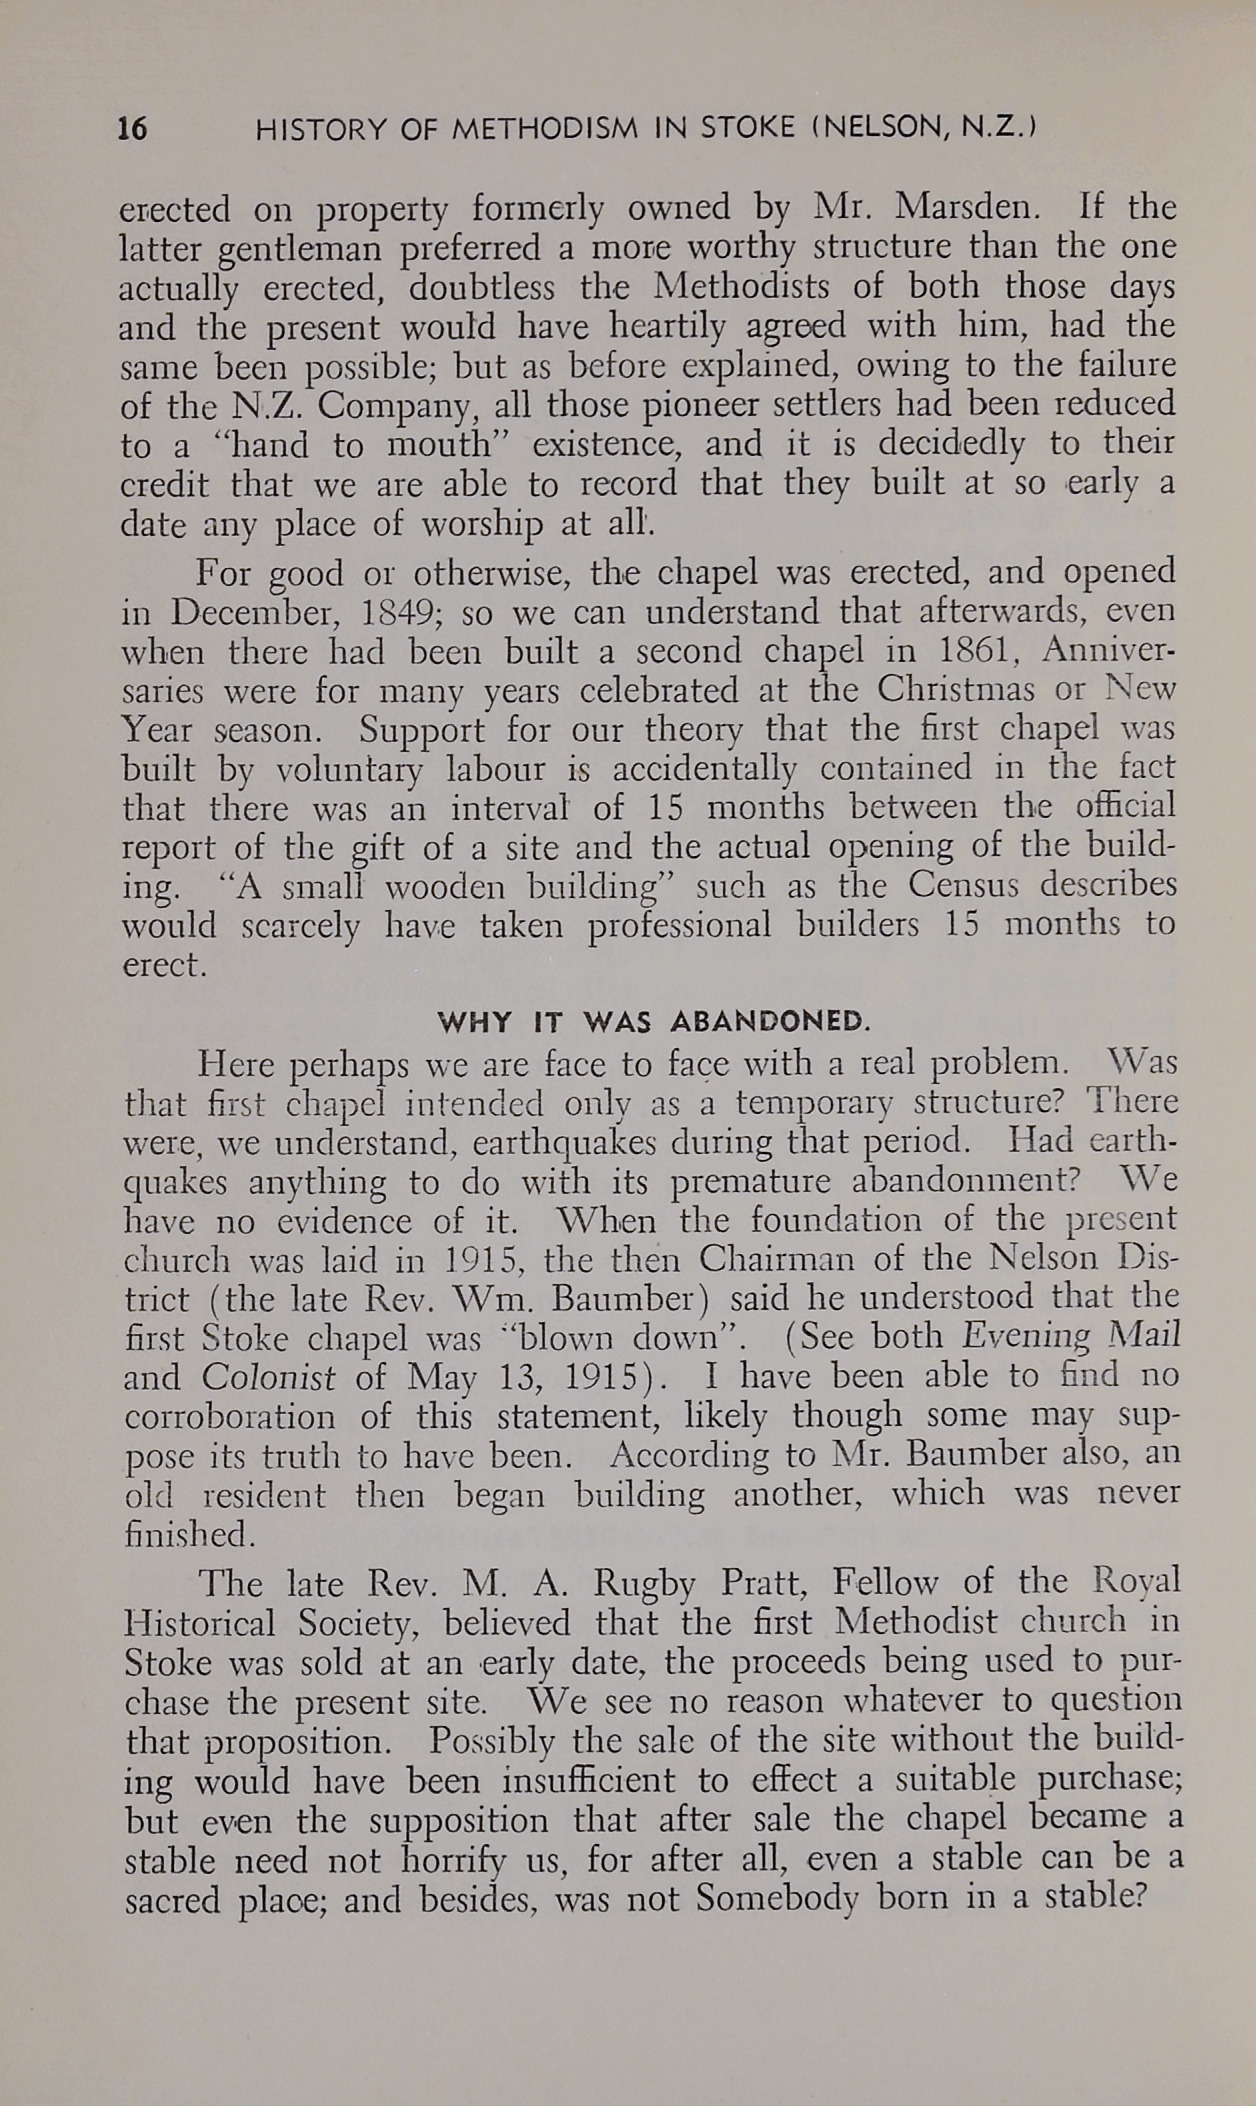 16 HISTORY OF METHODISM IN STOKE (NELSON, N.Z.)
erected on property formerly owned by Mr. Marsden. If the
latter gentleman preferred a more worthy structure than the one
actually erected, doubtless the Methodists of both those days
and the present would have heartily agreed with him, had the
same been possible; but as before explained, owing to the failure
of the N.Z. Company, all those pioneer settlers had been reduced
to a “hand to mouth” existence, and it is decidedly to their
credit that we are able to record that they built at so early a
date any place of worship at all.
For good or otherwise, the chapel was erected, and opened
in December, 1849; so we can understand that afterwards, even
when there had been built a second chapel in 1861, Anniver-
saries were for many years celebrated at the Christmas or New
Year season. Support for our theory that the first chapel was
built by voluntary labour is accidentally contained in the fact
that there was an interval of 15 months between the official
report of the gift of a site and the actual opening of the build-
ing. “A small wooden building” such as the Census describes
would scarcely have taken professional builders 15 months to
erect.
WHY IT WAS ABANDONED.
Here perhaps we are face to face with a real problem. Was
that first chapel intended only as a temporary structure? There
were, we understand, earthquakes during that period. Had earth-
quakes anything to do with its premature abandonment? We
have no evidence of it. When the foundation of the present
church was laid in 1915, the then Chairman of the Nelson Dis-
trict (the late Rev. Wm. Baumber) said he understood that the
first Stoke chapel was “blown down”. (See both Evening Mail
and Colonist of May 13, 1915). I have been able to find no
corroboration of this statement, likely though some may sup-
pose its truth to have been. According to Mr. Baumber also, an
old resident then began building another, which was never
finished.
The late Rev. M. A. Rugby Pratt, Fellow of the Royal
Historical Society, believed that the first Methodist church in
Stoke was sold at an early date, the proceeds being used to pur-
chase the present site. We see no reason whatever to question
that proposition. Possibly the sale of the site without the build-
ing would have been insufficient to effect a suitable purchase;
but even the supposition that after sale the chapel became a
stable need not horrify us, for after all, even a stable can be a
sacred place; and besides, was not Somebody born in a stable?